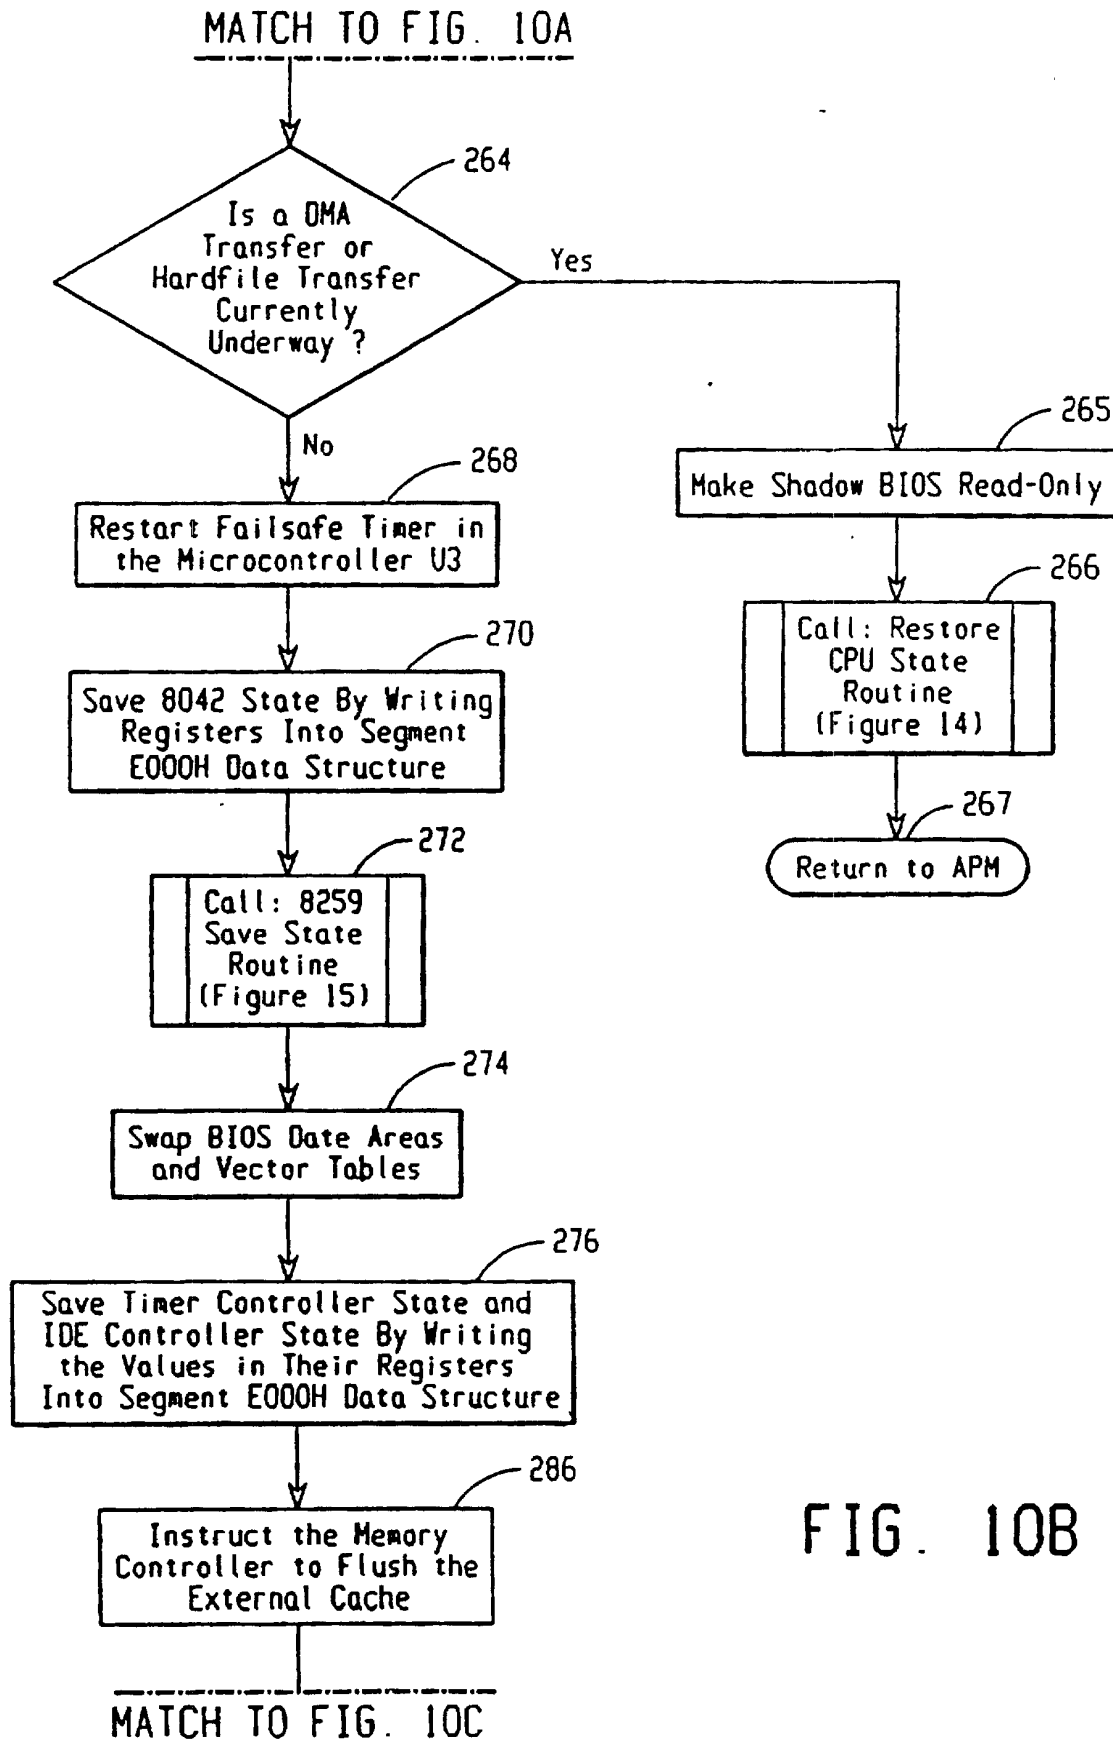 MATCH TO FIG. 10A
264
Is a DMA
Transfer or
Hardfile Transfer
Currently
Underway ?
Yes
No
265
Make Shadow BIOS Read-Only
268
Restart Failsafe Timer in
the Microcontroller U3
266
Call: Restore
CPU State
Routine
(Figure 14)
270
Save 8042 State By Writing
Registers Into Segment
E000H Data Structure
267
Return to APM
272
Call: 8259
Save State
Routine
(Figure 15)
274
Swap BIOS Date Areas
and Vector Tables
276
Save Timer Controller State and
IDE Controller State By Writing
the Values in Their Registers
Into Segment E000H Data Structure
286
Instruct the Memory
Controller to Flush the
External Cache
FIG. 10B
MATCH TO FIG. 10C